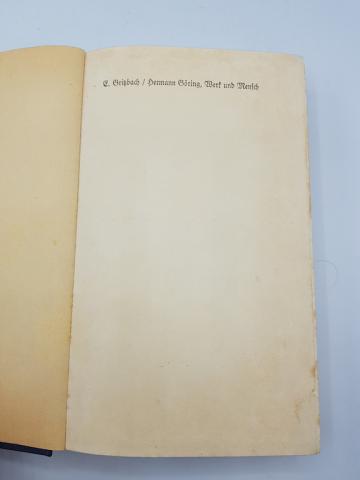 E. Gritzbach / Hermann Göring, Werk und Mensch